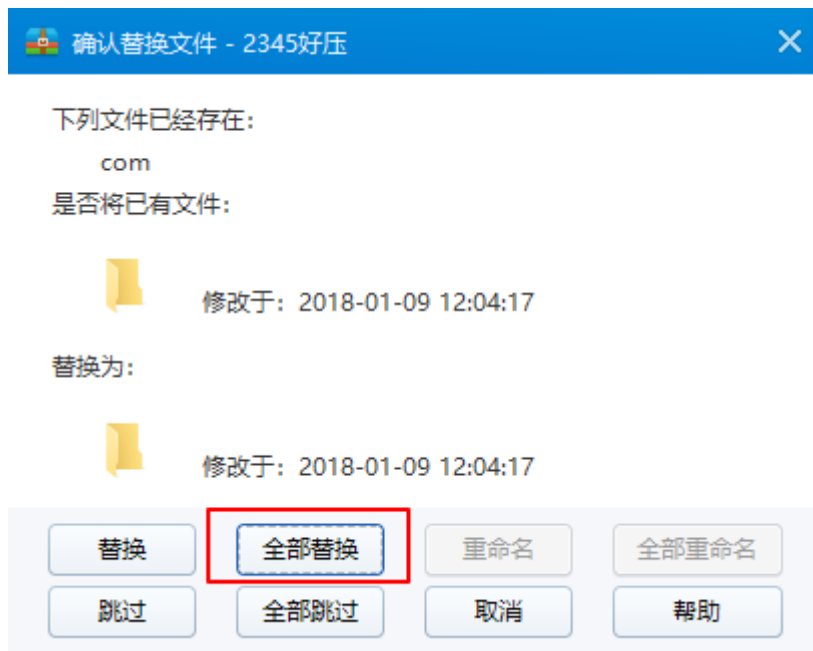 确认替换文件 - 2345好压
下列文件已经存在：
com
是否将已有文件：
修改于：2018-01-09 12:04:17
替换为：
修改于：2018-01-09 12:04:17
替换 全部替换 重命名 全部重命名
跳过 全部跳过 取消 帮助